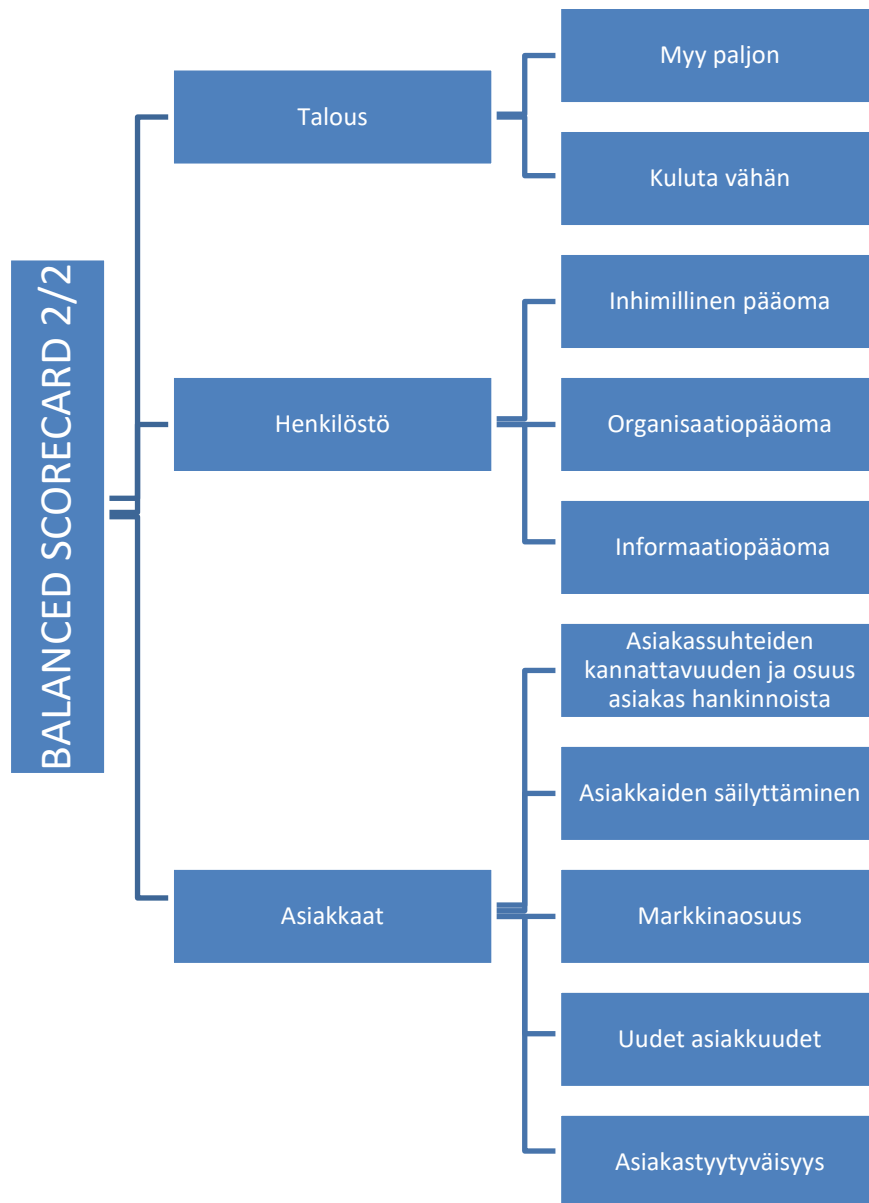 BALANCED SCORECARD 2/2
Talous
Myy paljon
Kuluta vähän
Henkilöstö
Inhimillinen pääoma
Organisaatiopääoma
Informaatiopääoma
Asiakkaat
Asiakassuhteiden
kannattavuuden ja osuus
asiakas hankinnoista
Asiakkaiden säilyttäminen
Markkinaosuus
Uudet asiakkuudet
Asiakastyytyväisyys